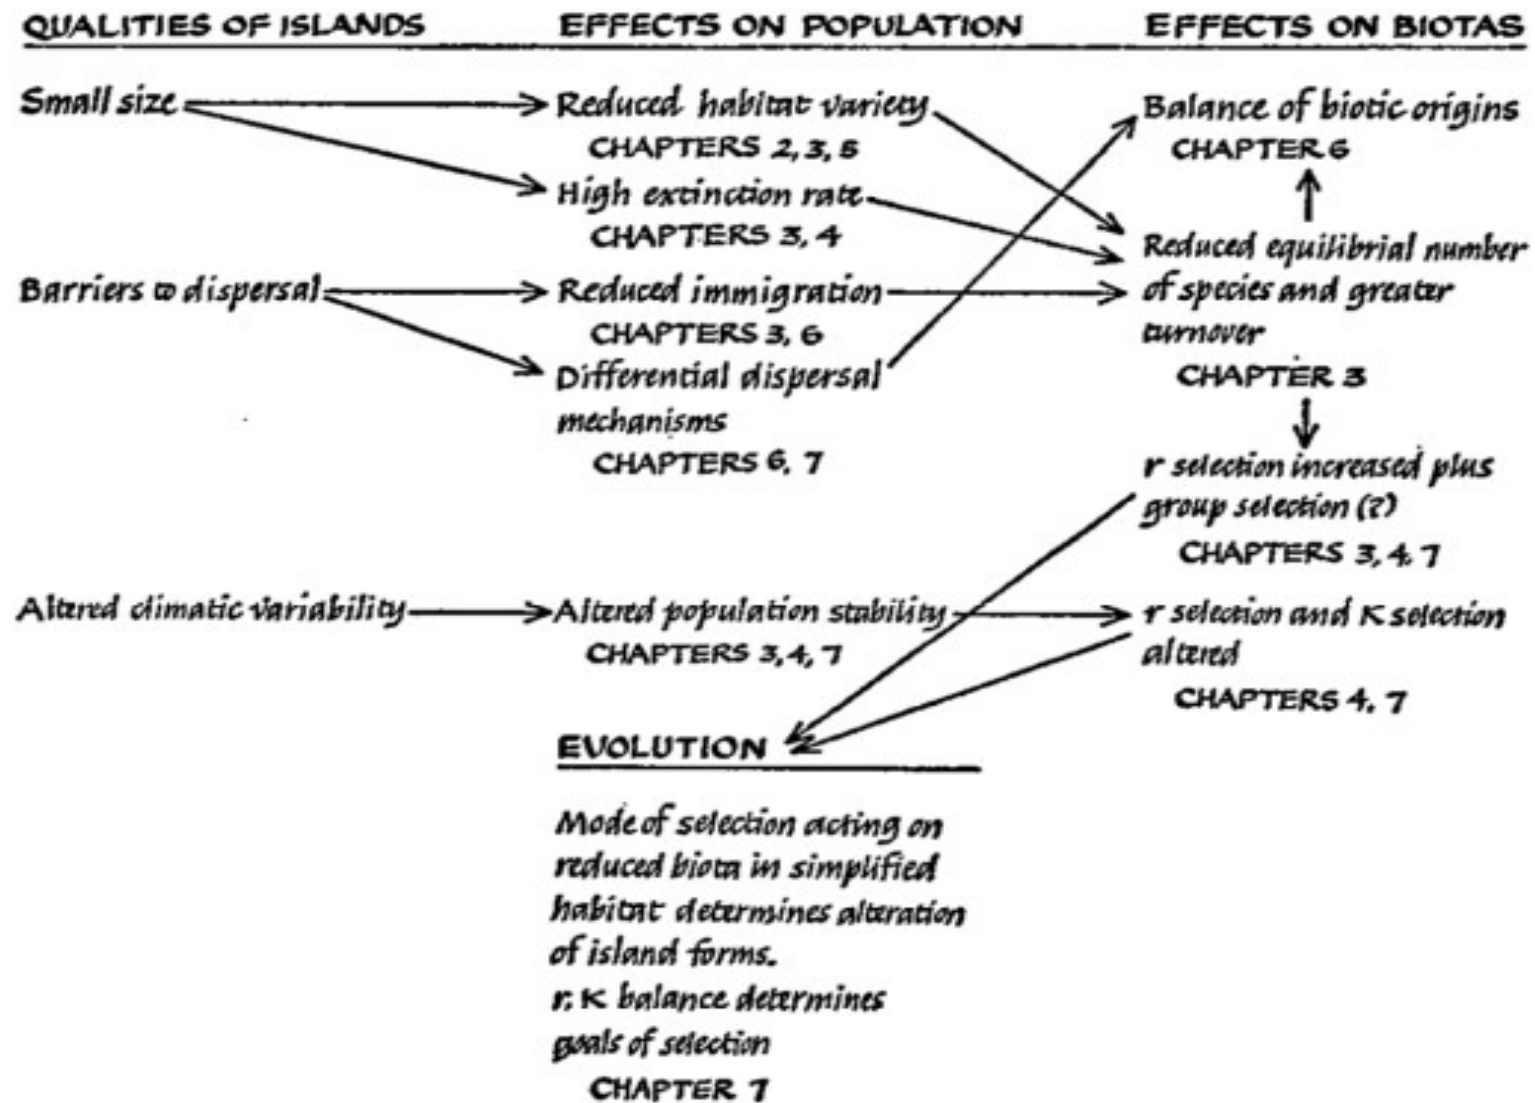 QUALITIES OF ISLANDS
EFFECTS ON POPULATION
EFFECTS ON BIOTAS
Small size
Reduced habitat variety
CHAPTERS 2, 3, 5
High extinction rate
CHAPTERS 3, 4
Barriers to dispersal
Reduced immigration
CHAPTERS 3, 6
Differential dispersal
mechanisms
CHAPTERS 6, 7
Balance of biotic origins
CHAPTER 6
Reduced equilibrial number
of species and greater
turnover
CHAPTER 3
r selection increased plus
group selection (?)
CHAPTERS 3, 4, 7
Altered climatic variability
Altered population stability
CHAPTERS 3, 4, 7
r selection and K selection
altered
CHAPTERS 4, 7
EVOLUTION
Mode of selection acting on
reduced biota in simplified
habitat determines alteration
of island forms.
r, K balance determines
goals of selection
CHAPTER 7